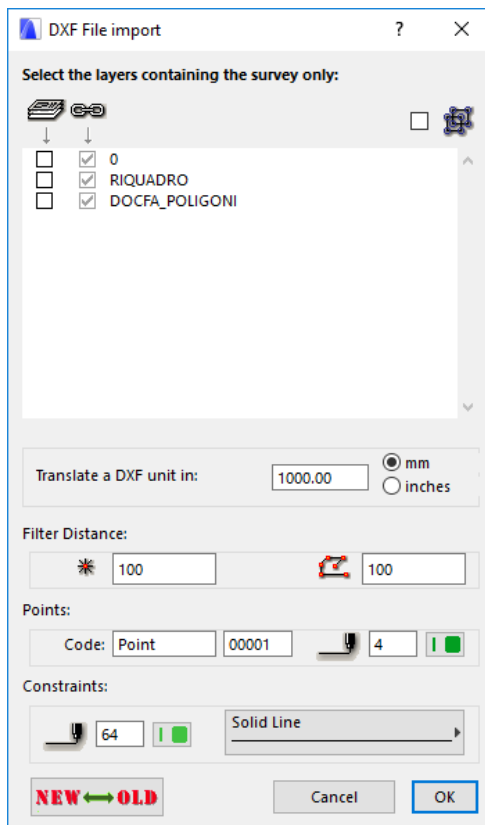 DXF File import
?
Select the layers containing the survey only:
0
RIQUADRO
DOCFA_POLIGONI
Translate a DXF unit in:
1000.00
mm
inches
Filter Distance:
100
100
Points:
Code:
Point
00001
4
Constraints:
64
Solid Line
NEW OLD
Cancel
OK